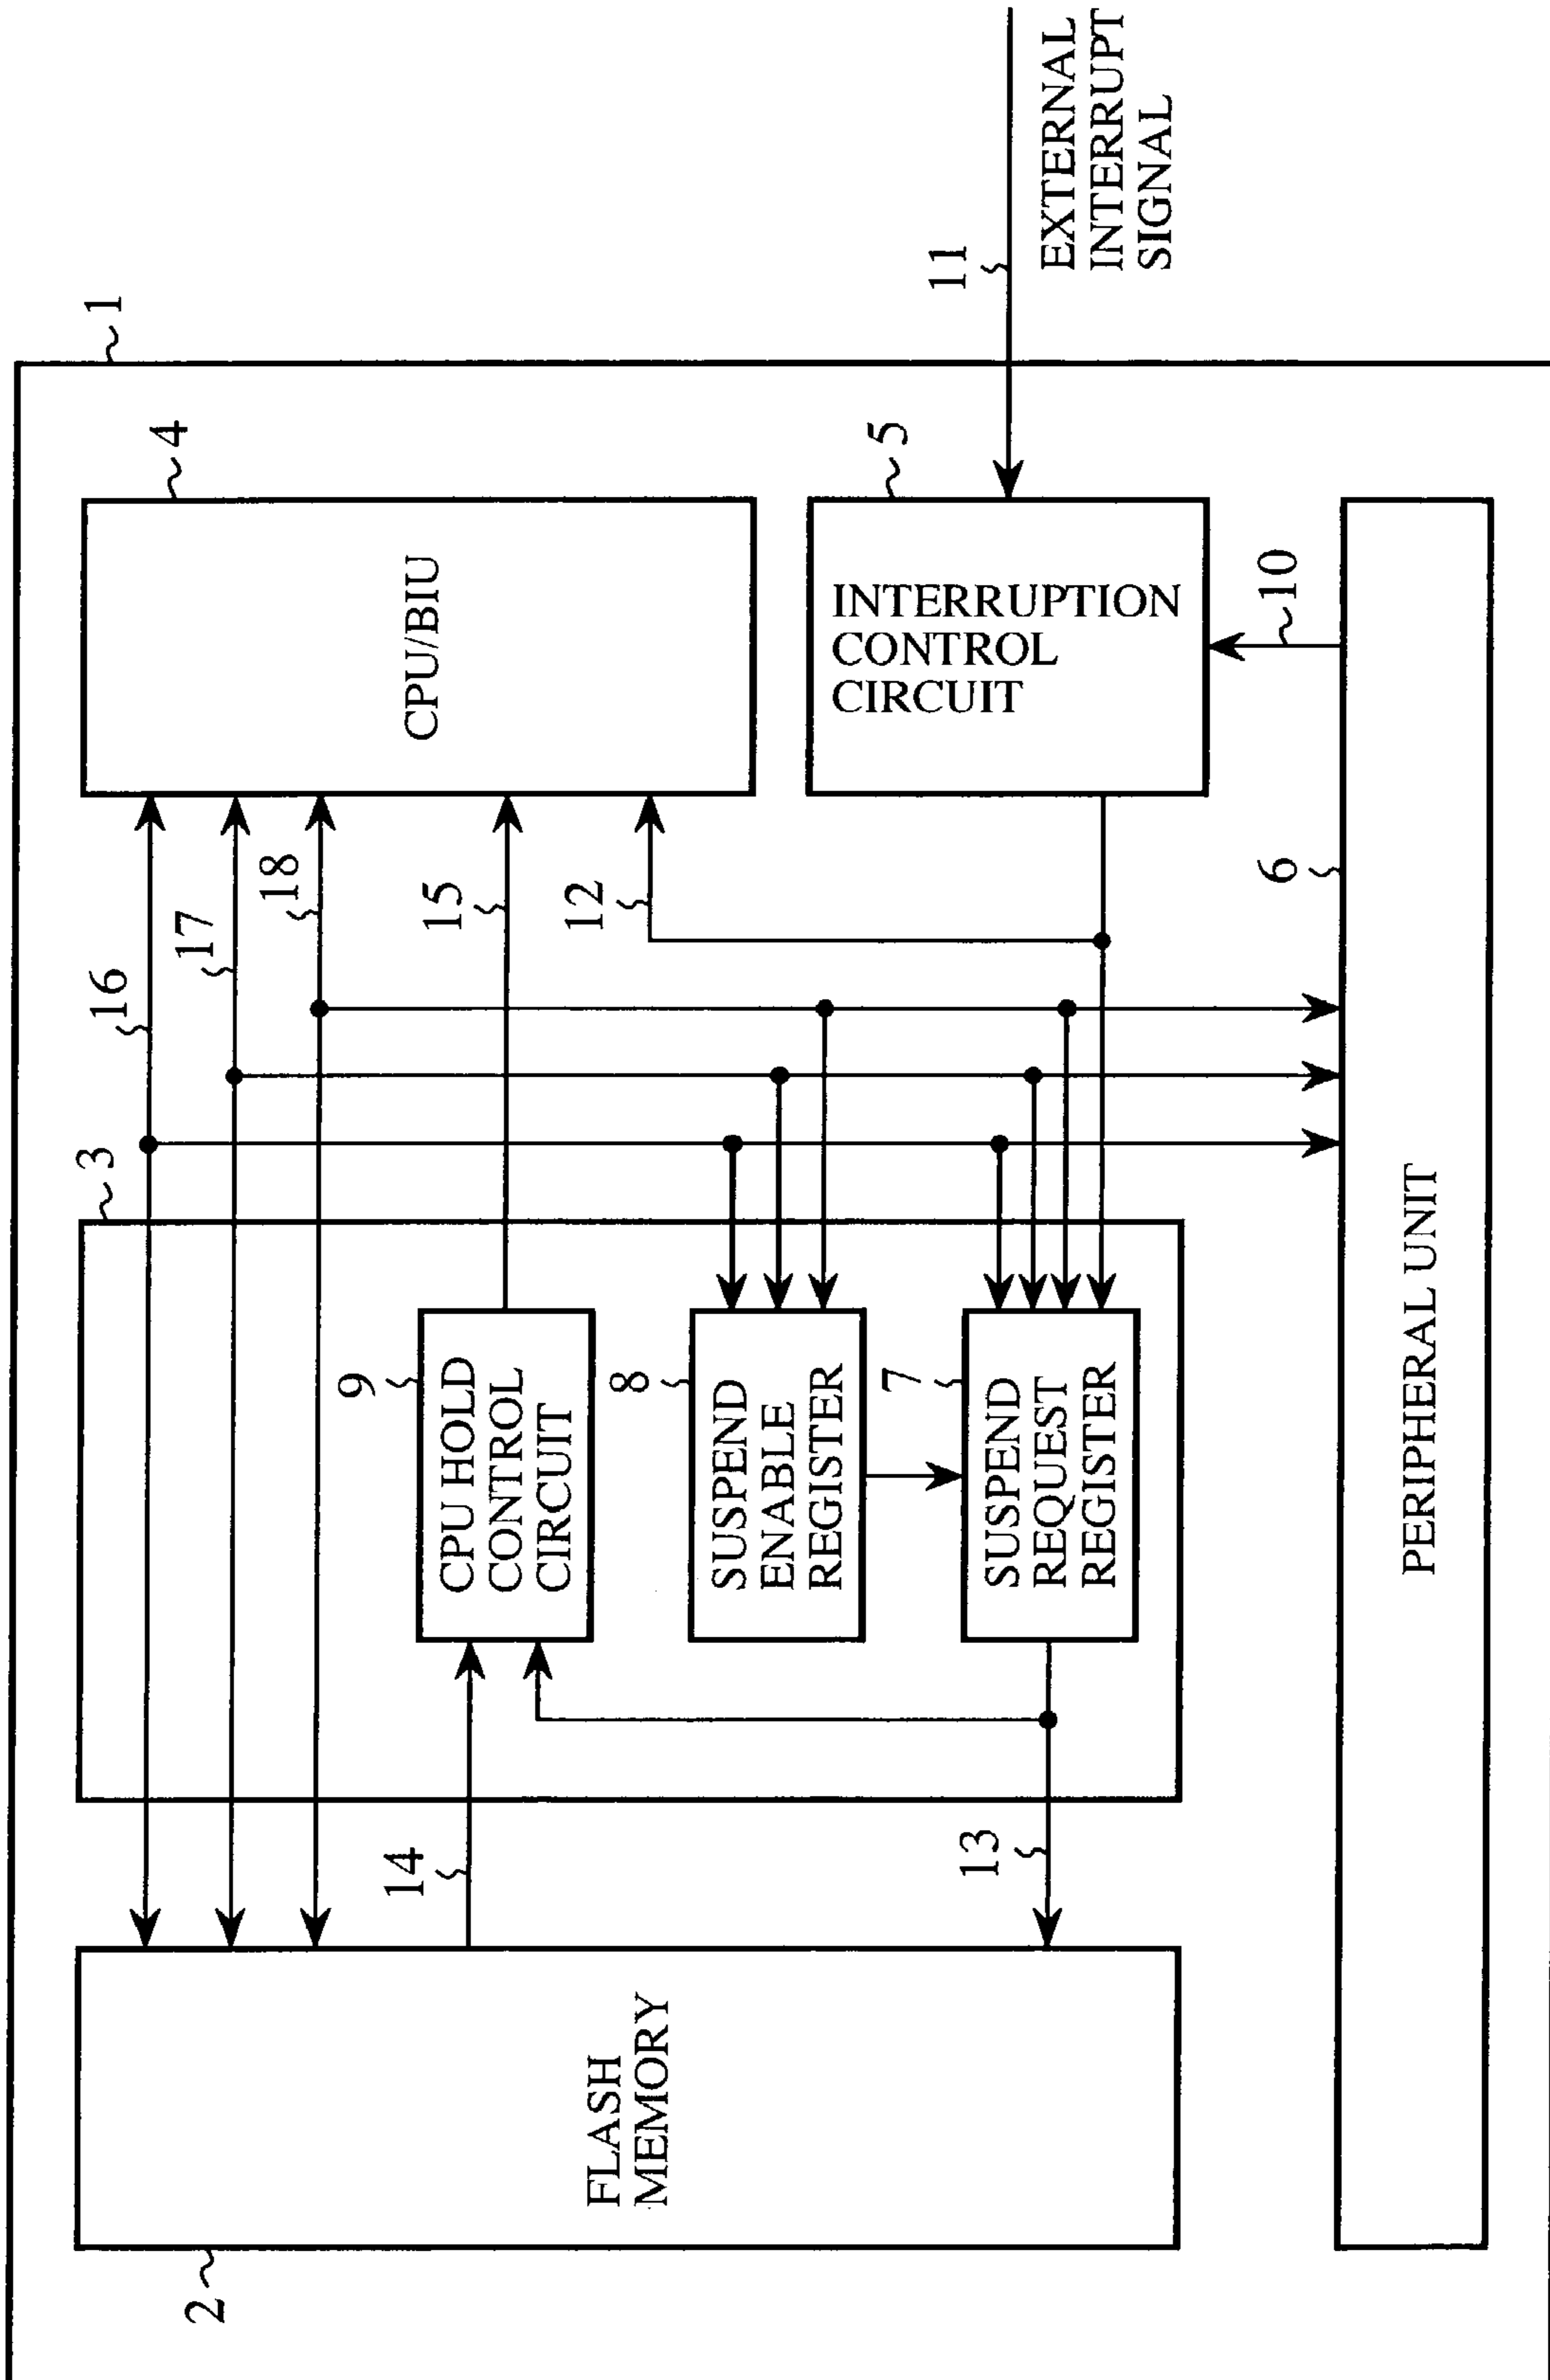 1
2
FLASH
MEMORY
3
16
17
18
4
CPU/BIU
14
9
CPU HOLD
CONTROL
CIRCUIT
15
8
SUSPEND
ENABLE
REGISTER
12
5
INTERRUPTION
CONTROL
CIRCUIT
11
EXTERNAL
INTERRUPT
SIGNAL
13
7
SUSPEND
REQUEST
REGISTER
10
6
PERIPHERAL UNIT